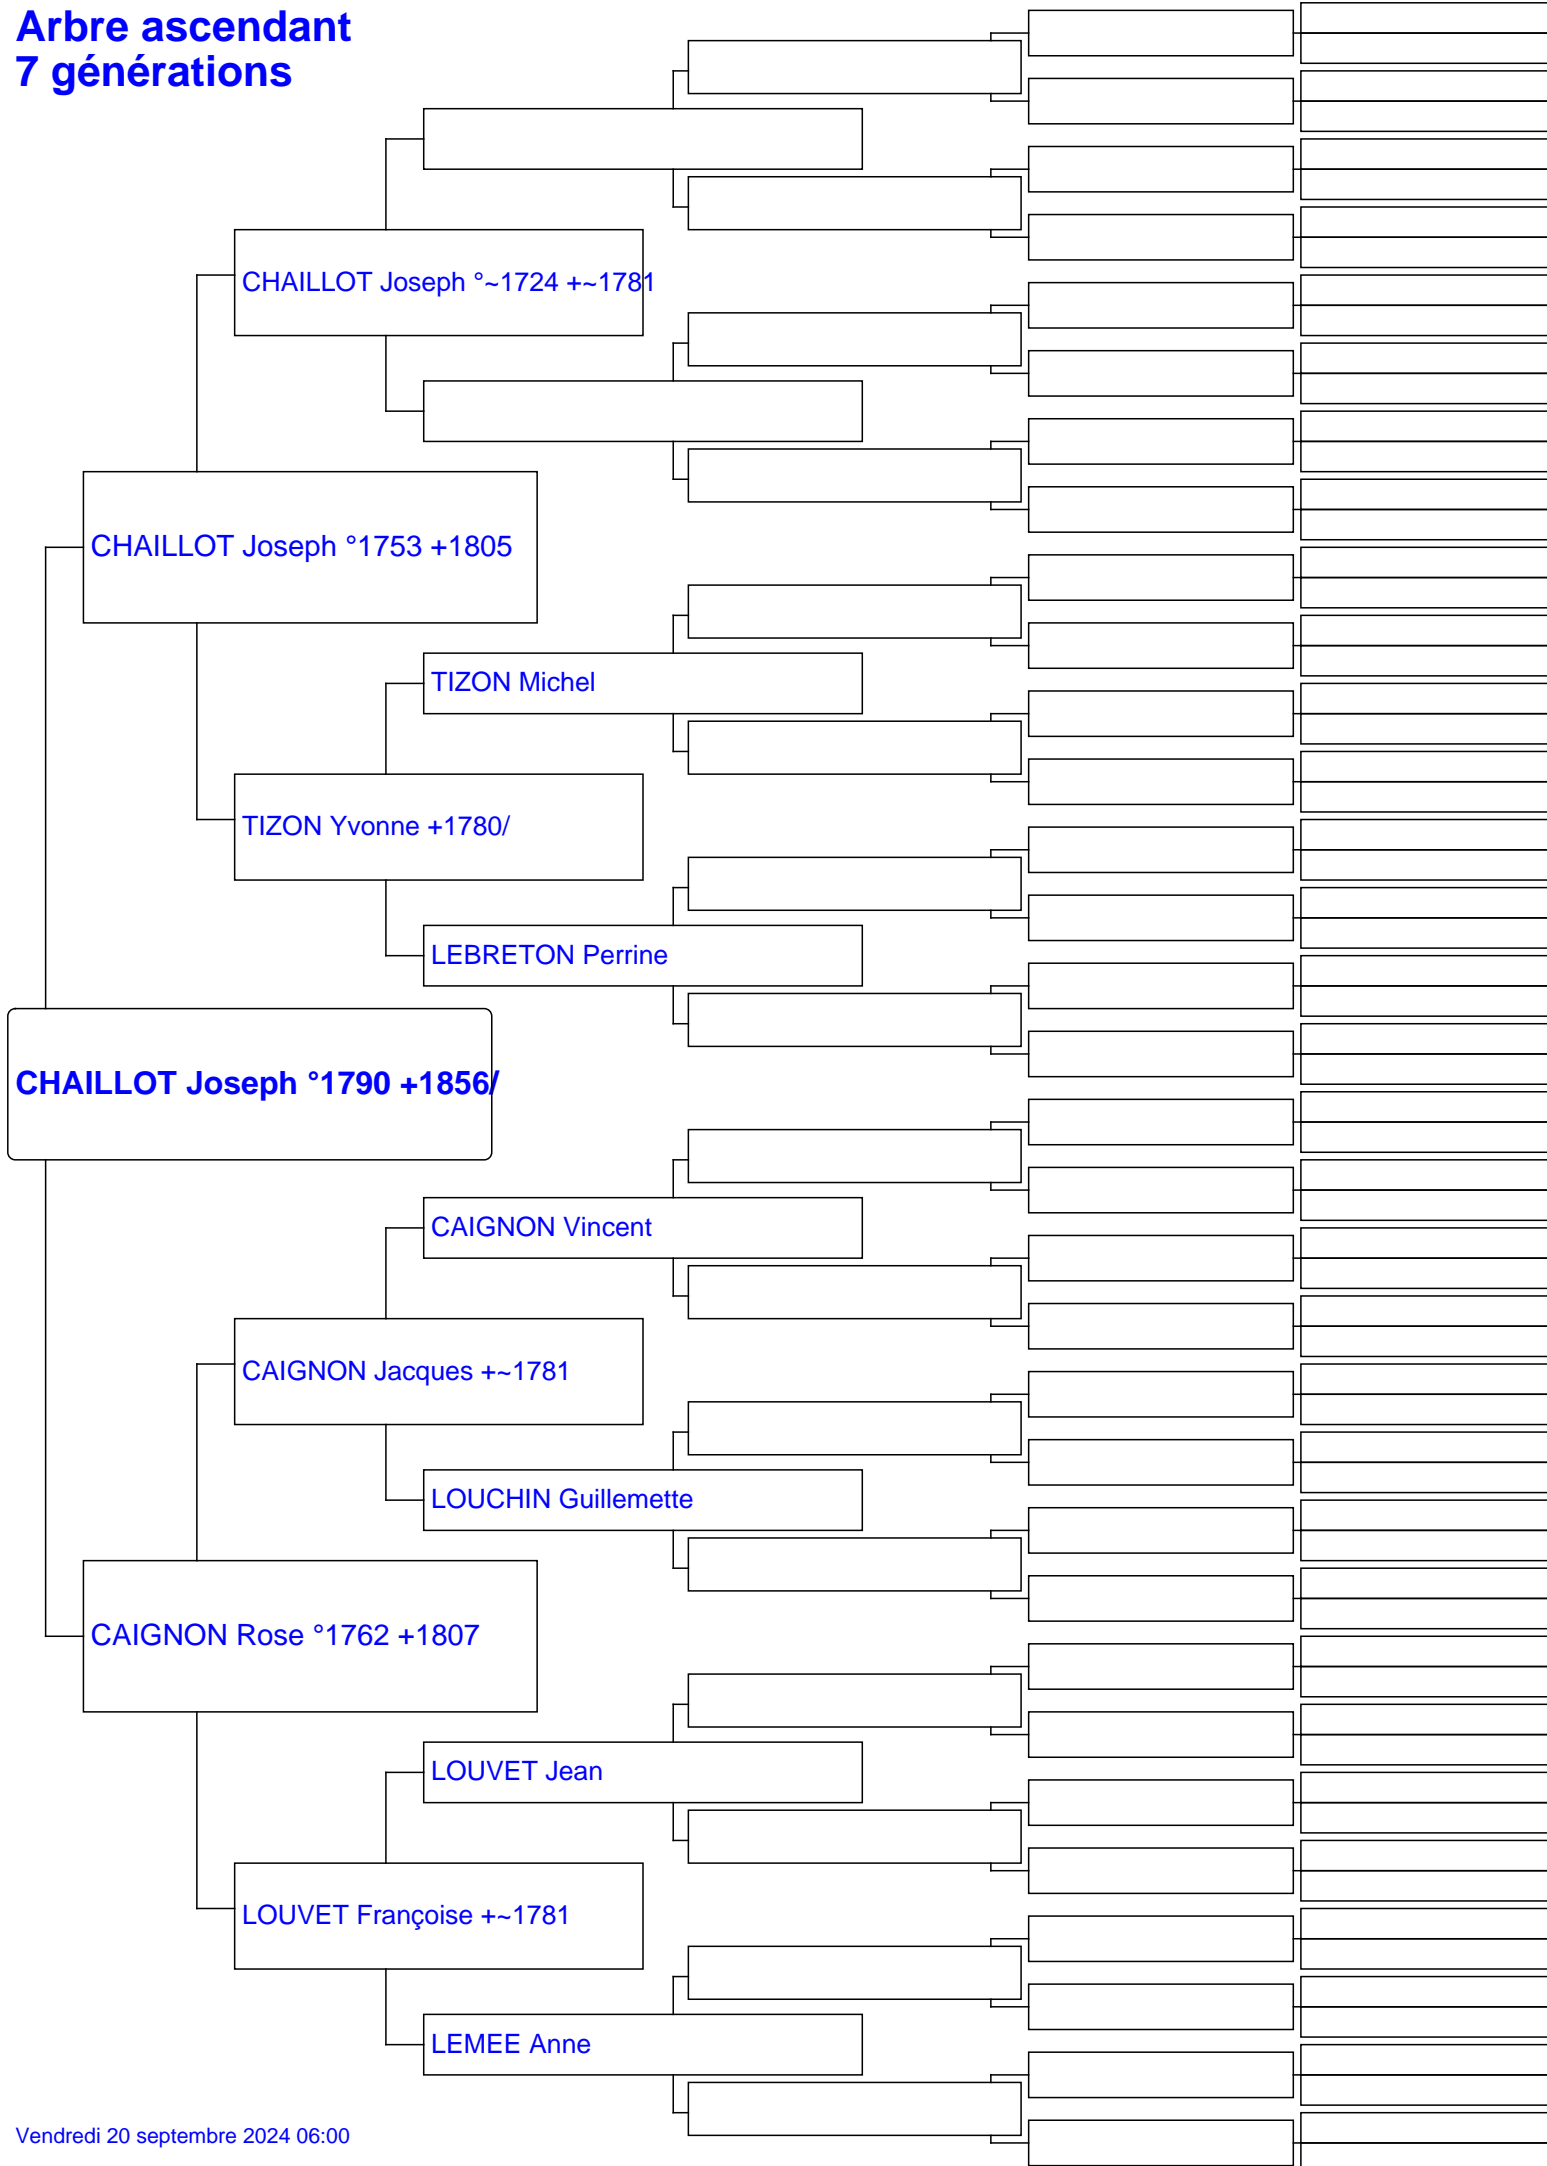 Arbre ascendant
7 générations
CHAILLOT Joseph °~1724 +~1781
CHAILLOT Joseph °1753 +1805
TIZON Michel
TIZON Yvonne +1780/
LEBRETON Perrine
CHAILLOT Joseph °1790 +1856/
CAIGNON Vincent
CAIGNON Jacques +~1781
LOUCHIN Guillemette
CAIGNON Rose °1762 +1807
LOUVET Jean
LOUVET Françoise +~1781
LEMEE Anne
Vendredi 20 septembre 2024 06:00